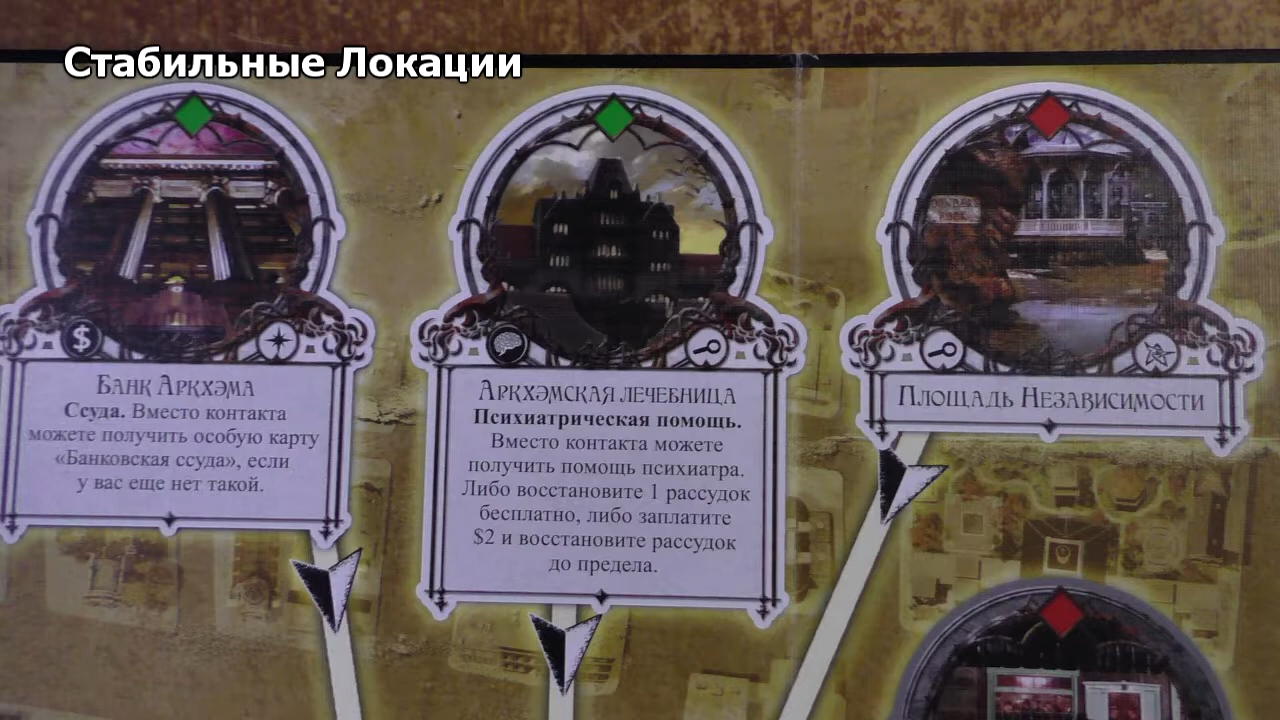 Стабильные Локации
Банк Аркхэма
Ссуда. Вместо контакта
можете получить особую карту
«Банковская ссуда», если
у вас еще нет такой.
Аркхэмская лечебница
Психиатрическая помощь.
Вместо контакта можете
получить помощь психиатра.
Либо восстановите 1 рассудок
бесплатно, либо заплатите
$2 и восстановите рассудок
до предела.
Площадь Независимости